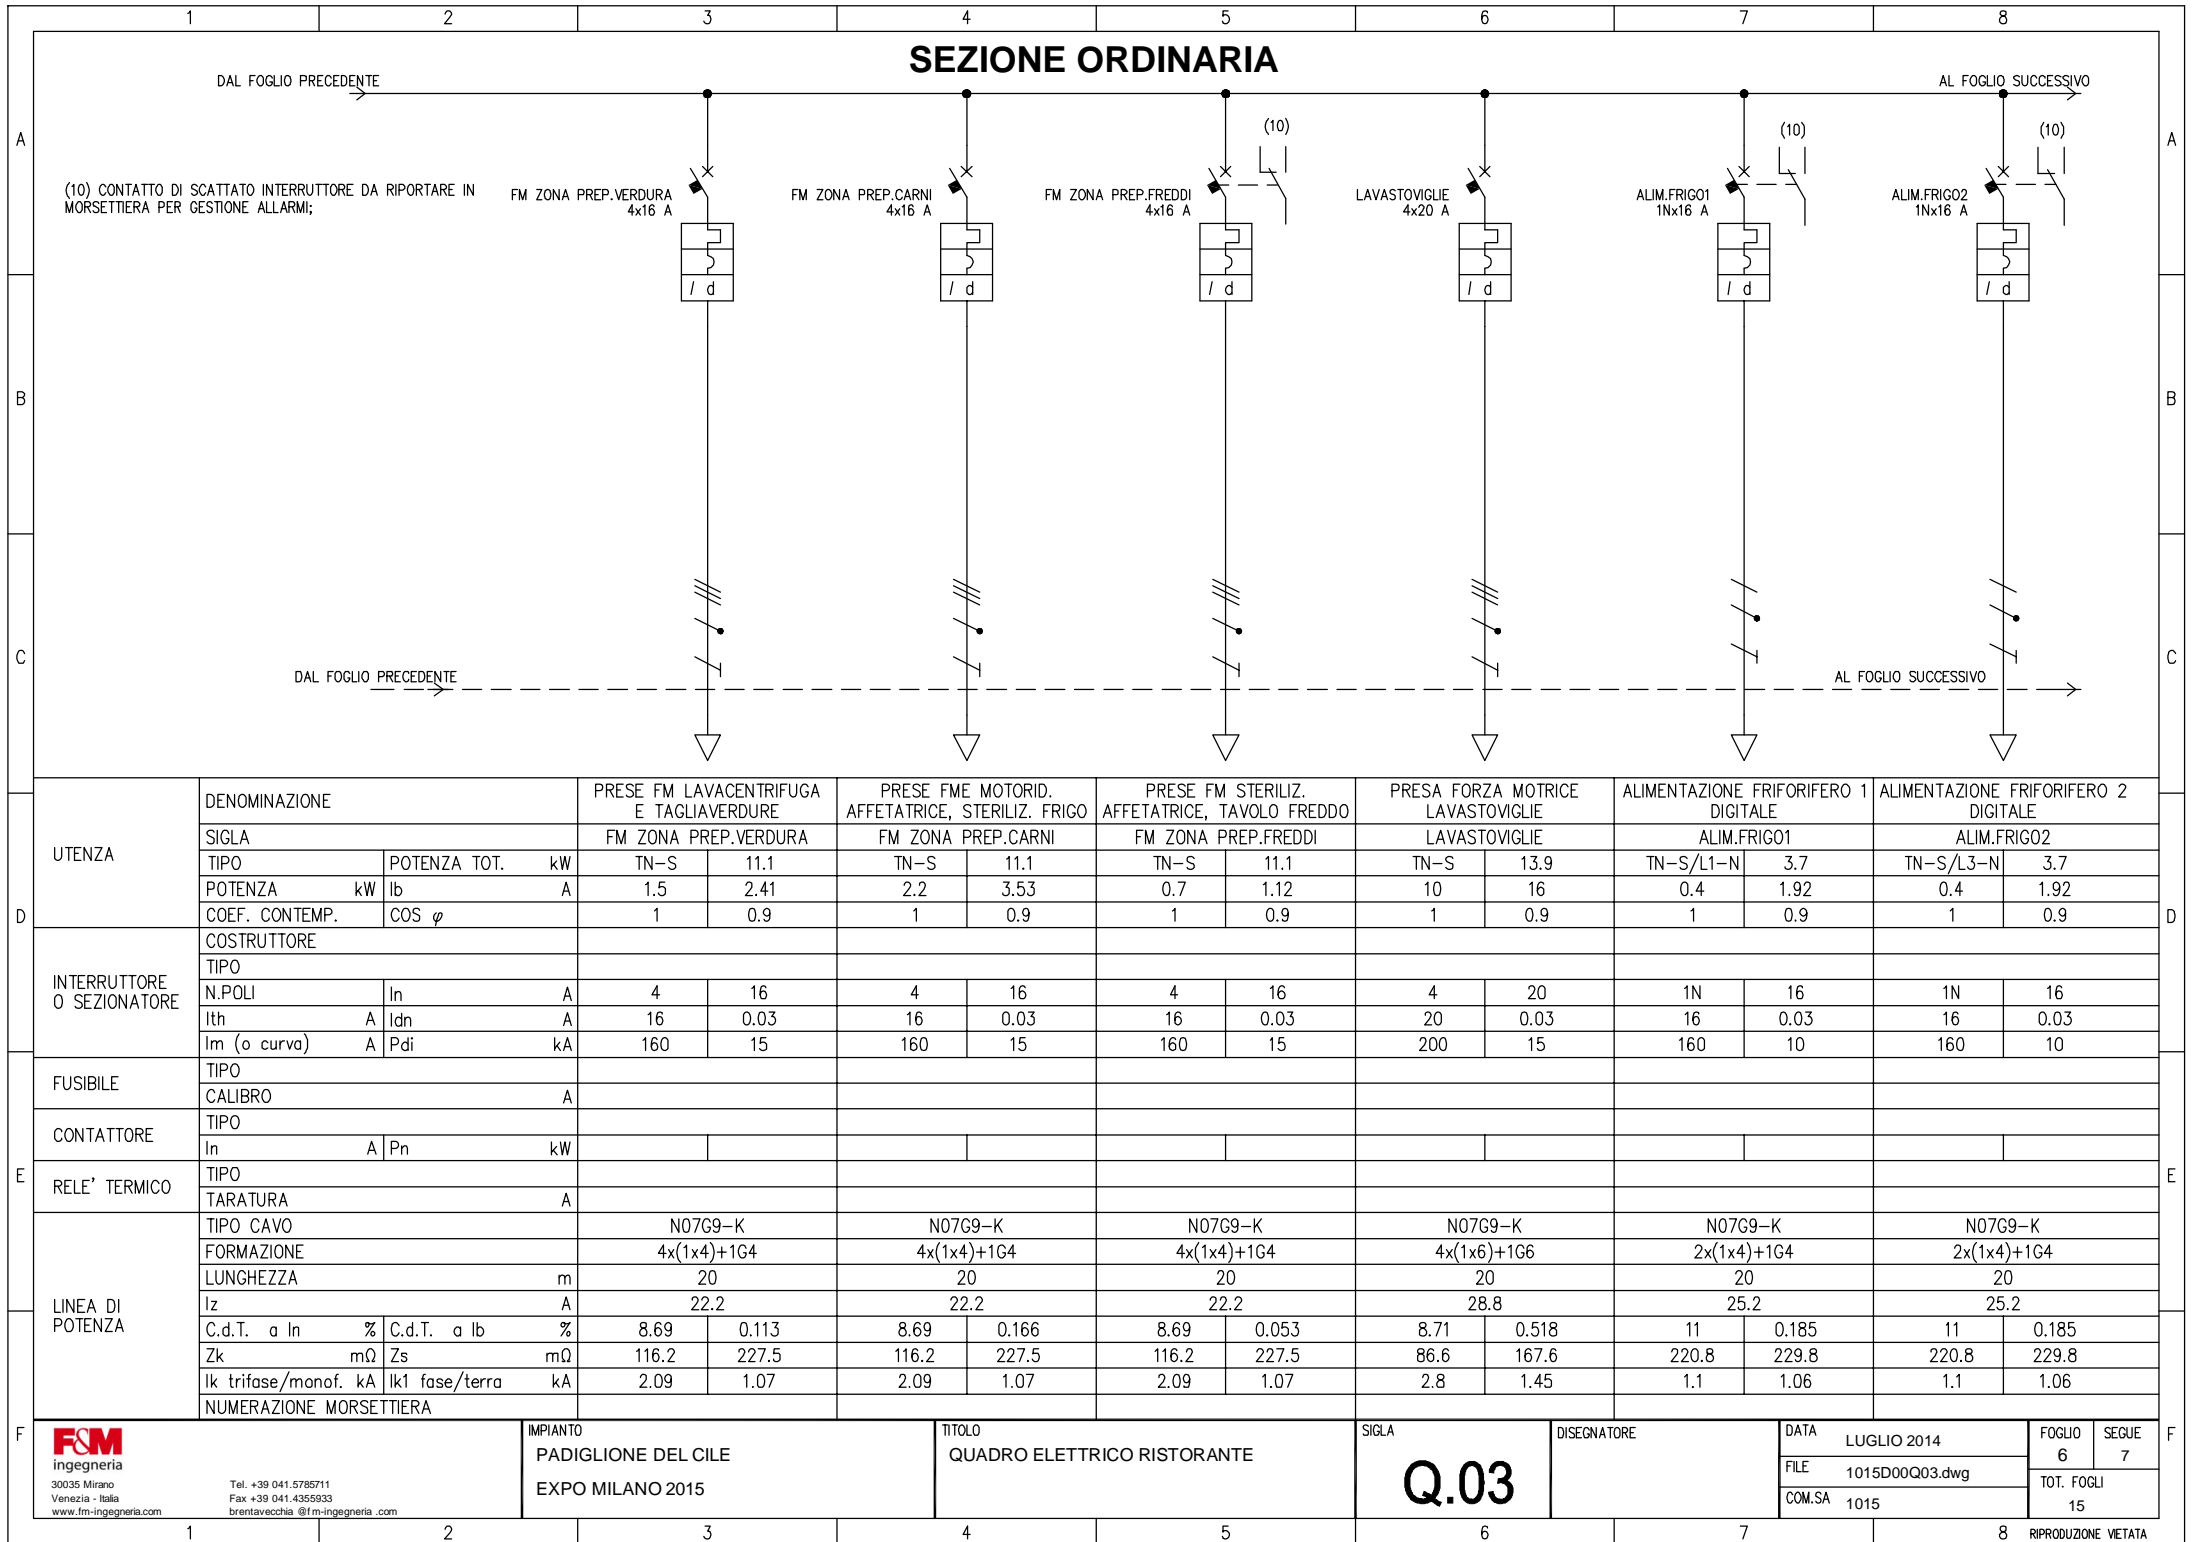 1 2 3 4 5 6 7 8
SEZIONE ORDINARIA
DAL FOGLIO PRECEDENTE
AL FOGLIO SUCCESSIVO
(10) (10) (10)
A A
(10) CONTATTO DI SCATTATO INTERRUTTORE DA RIPORTARE IN
MORSETTIERA PER GESTIONE ALLARMI;
FM ZONA PREP.VERDURA
4x16 A
FM ZONA PREP.CARNI
4x16 A
FM ZONA PREP.FREDDI
4x16 A
LAVASTOVIGLIE
4x20 A
ALIM.FRIGO1
1Nx16 A
ALIM.FRIGO2
1Nx16 A
I d I d I d I d I d I d
B B
C C
DAL FOGLIO PRECEDENTE
AL FOGLIO SUCCESSIVO
UTENZA
DENOMINAZIONE
PRESE FM LAVACENTRIFUGA
E TAGLIAVERDURE
PRESE FME MOTORID.
AFFETATRICE, STERILIZ. FRIGO
PRESE FM STERILIZ.
AFFETATRICE, TAVOLO FREDDO
PRESA FORZA MOTRICE
LAVASTOVIGLIE
ALIMENTAZIONE FRIFORIFERO 1
DIGITALE
ALIMENTAZIONE FRIFORIFERO 2
DIGITALE
SIGLA FM ZONA PREP.VERDURA FM ZONA PREP.CARNI FM ZONA PREP.FREDDI LAVASTOVIGLIE ALIM.FRIGO1 ALIM.FRIGO2
TIPO POTENZA TOT. kW TN-S 11.1 TN-S 11.1 TN-S 11.1 TN-S 13.9 TN-S/L1-N 3.7 TN-S/L3-N 3.7
POTENZA kW Ib A 1.5 2.41 2.2 3.53 0.7 1.12 10 16 0.4 1.92 0.4 1.92
D D
COEF. CONTEMP. COS φ 1 0.9 1 0.9 1 0.9 1 0.9 1 0.9 1 0.9
INTERRUTTORE
O SEZIONATORE
COSTRUTTORE
TIPO
N.POLI In A 4 16 4 16 4 16 4 20 1N 16 1N 16
Ith A Idn A 16 0.03 16 0.03 16 0.03 20 0.03 16 0.03 16 0.03
Im (o curva) A Pdi kA 160 15 160 15 160 15 200 15 160 10 160 10
FUSIBILE
TIPO
CALIBRO A
CONTATTORE
TIPO
In A Pn kW
E E
RELE' TERMICO
TIPO
TARATURA A
LINEA DI
POTENZA
TIPO CAVO N07G9-K N07G9-K N07G9-K N07G9-K N07G9-K N07G9-K
FORMAZIONE 4x(1x4)+1G4 4x(1x4)+1G4 4x(1x4)+1G4 4x(1x6)+1G6 2x(1x4)+1G4 2x(1x4)+1G4
LUNGHEZZA m 20 20 20 20 20 20
Iz A 22.2 22.2 22.2 28.8 25.2 25.2
C.d.T. a In % C.d.T. a Ib % 8.69 0.113 8.69 0.166 8.69 0.053 8.71 0.518 11 0.185 11 0.185
Zk mΩ Zs mΩ 116.2 227.5 116.2 227.5 116.2 227.5 86.6 167.6 220.8 229.8 220.8 229.8
Ik trifase/monof. kA Ik1 fase/terra kA 2.09 1.07 2.09 1.07 2.09 1.07 2.8 1.45 1.1 1.06 1.1 1.06
NUMERAZIONE MORSETTIERA
F F
F&M
ingegneria
30035 Mirano
Venezia - Italia
www.fm-ingegneria.com
Tel. +39 041.5785711
Fax +39 041.4355933
brentavecchia @fm-ingegneria .com
IMPIANTO
PADIGLIONE DEL CILE
EXPO MILANO 2015
TITOLO
QUADRO ELETTRICO RISTORANTE
SIGLA
Q.03
DISEGNATORE
DATA LUGLIO 2014
FILE 1015D00Q03.dwg
COM.SA 1015
FOGLIO 6
SEGUE 7
TOT. FOGLI
15
1 2 3 4 5 6 7 8
RIPRODUZIONE VIETATA